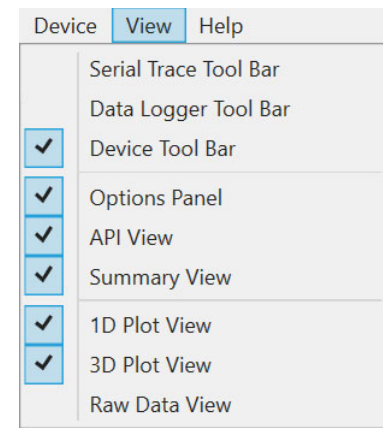 Device View Help
Serial Trace Tool Bar
Data Logger Tool Bar
Device Tool Bar
Options Panel
API View
Summary View
1D Plot View
3D Plot View
Raw Data View